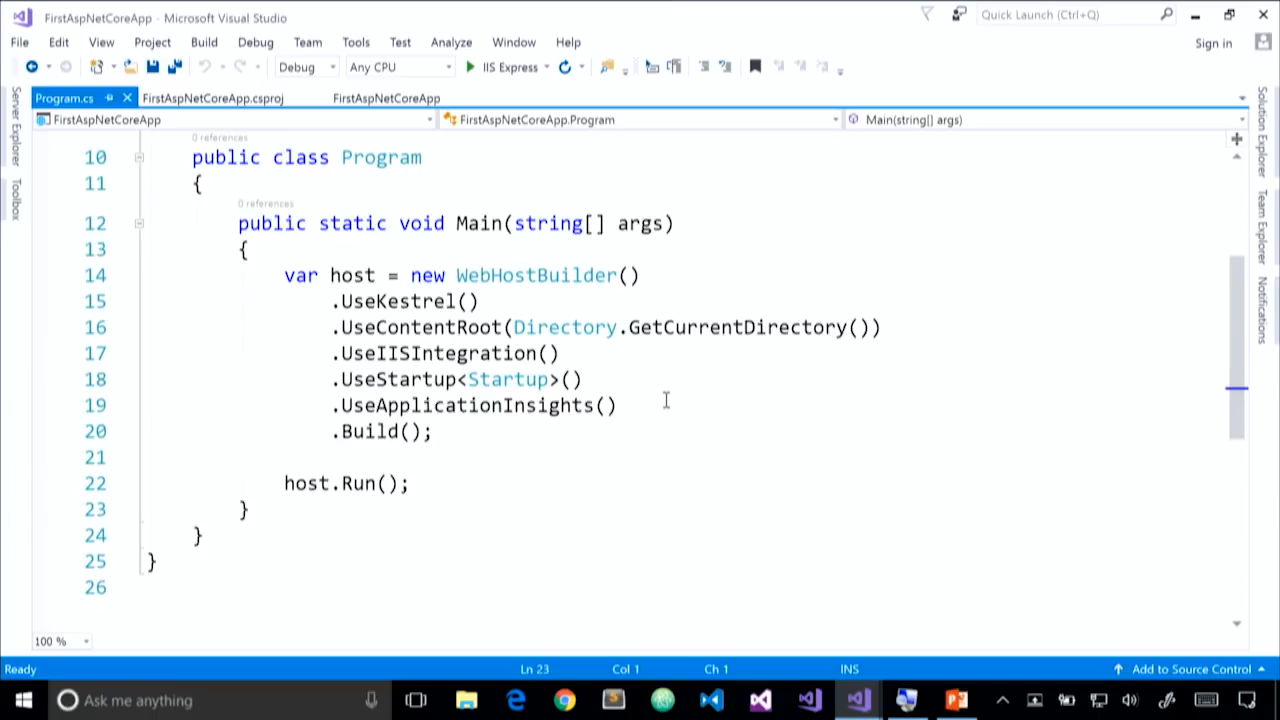 FirstAspNetCoreApp - Microsoft Visual Studio
Quick Launch (Ctrl+Q)
File Edit View Project Build Debug Team Tools Test Analyze Window Help
Sign in
Debug Any CPU IIS Express
Program.cs FirstAspNetCoreApp.csproj FirstAspNetCoreApp
FirstAspNetCoreApp FirstAspNetCoreApp.Program Main(string[] args)
Server Explorer
Toolbox
Solution Explorer
Team Explorer
Notifications
0 references
10 public class Program
11 {
0 references
12 public static void Main(string[] args)
13 {
14 var host = new WebHostBuilder()
15 .UseKestrel()
16 .UseContentRoot(Directory.GetCurrentDirectory())
17 .UseIISIntegration()
18 .UseStartup<Startup>()
19 .UseApplicationInsights()
20 .Build();
21
22 host.Run();
23 }
24 }
25 }
26
100 %
Ready Ln 23 Col 1 Ch 1 INS Add to Source Control
Ask me anything